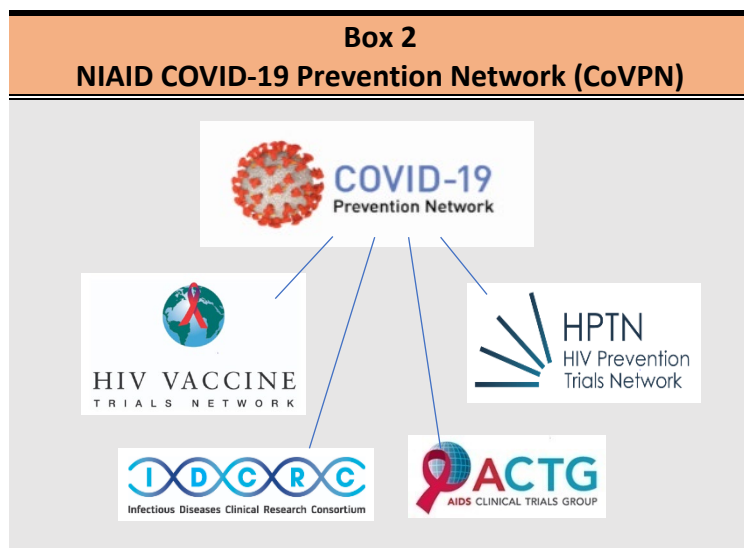 Box 2
NIAID COVID-19 Prevention Network (CoVPN)
COVID-19
Prevention Network
HIV VACCINE
TRIALS NETWORK
HPTN
HIV Prevention
Trials Network
IDCRC
Infectious Diseases Clinical Research Consortium
ACTG
AIDS CLINICAL TRIALS GROUP